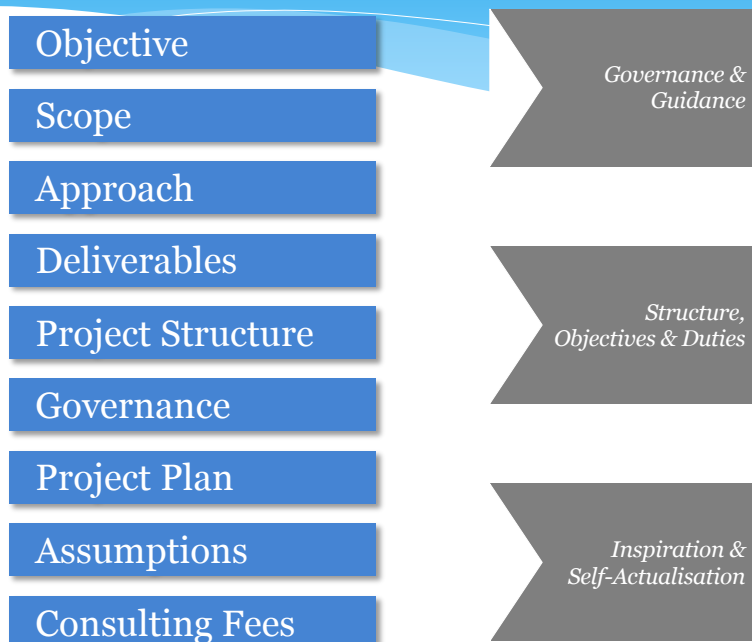 Objective
Scope
Approach
Deliverables
Project Structure
Governance
Project Plan
Assumptions
Consulting Fees
Governance &
Guidance
Structure,
Objectives & Duties
Inspiration &
Self-Actualisation